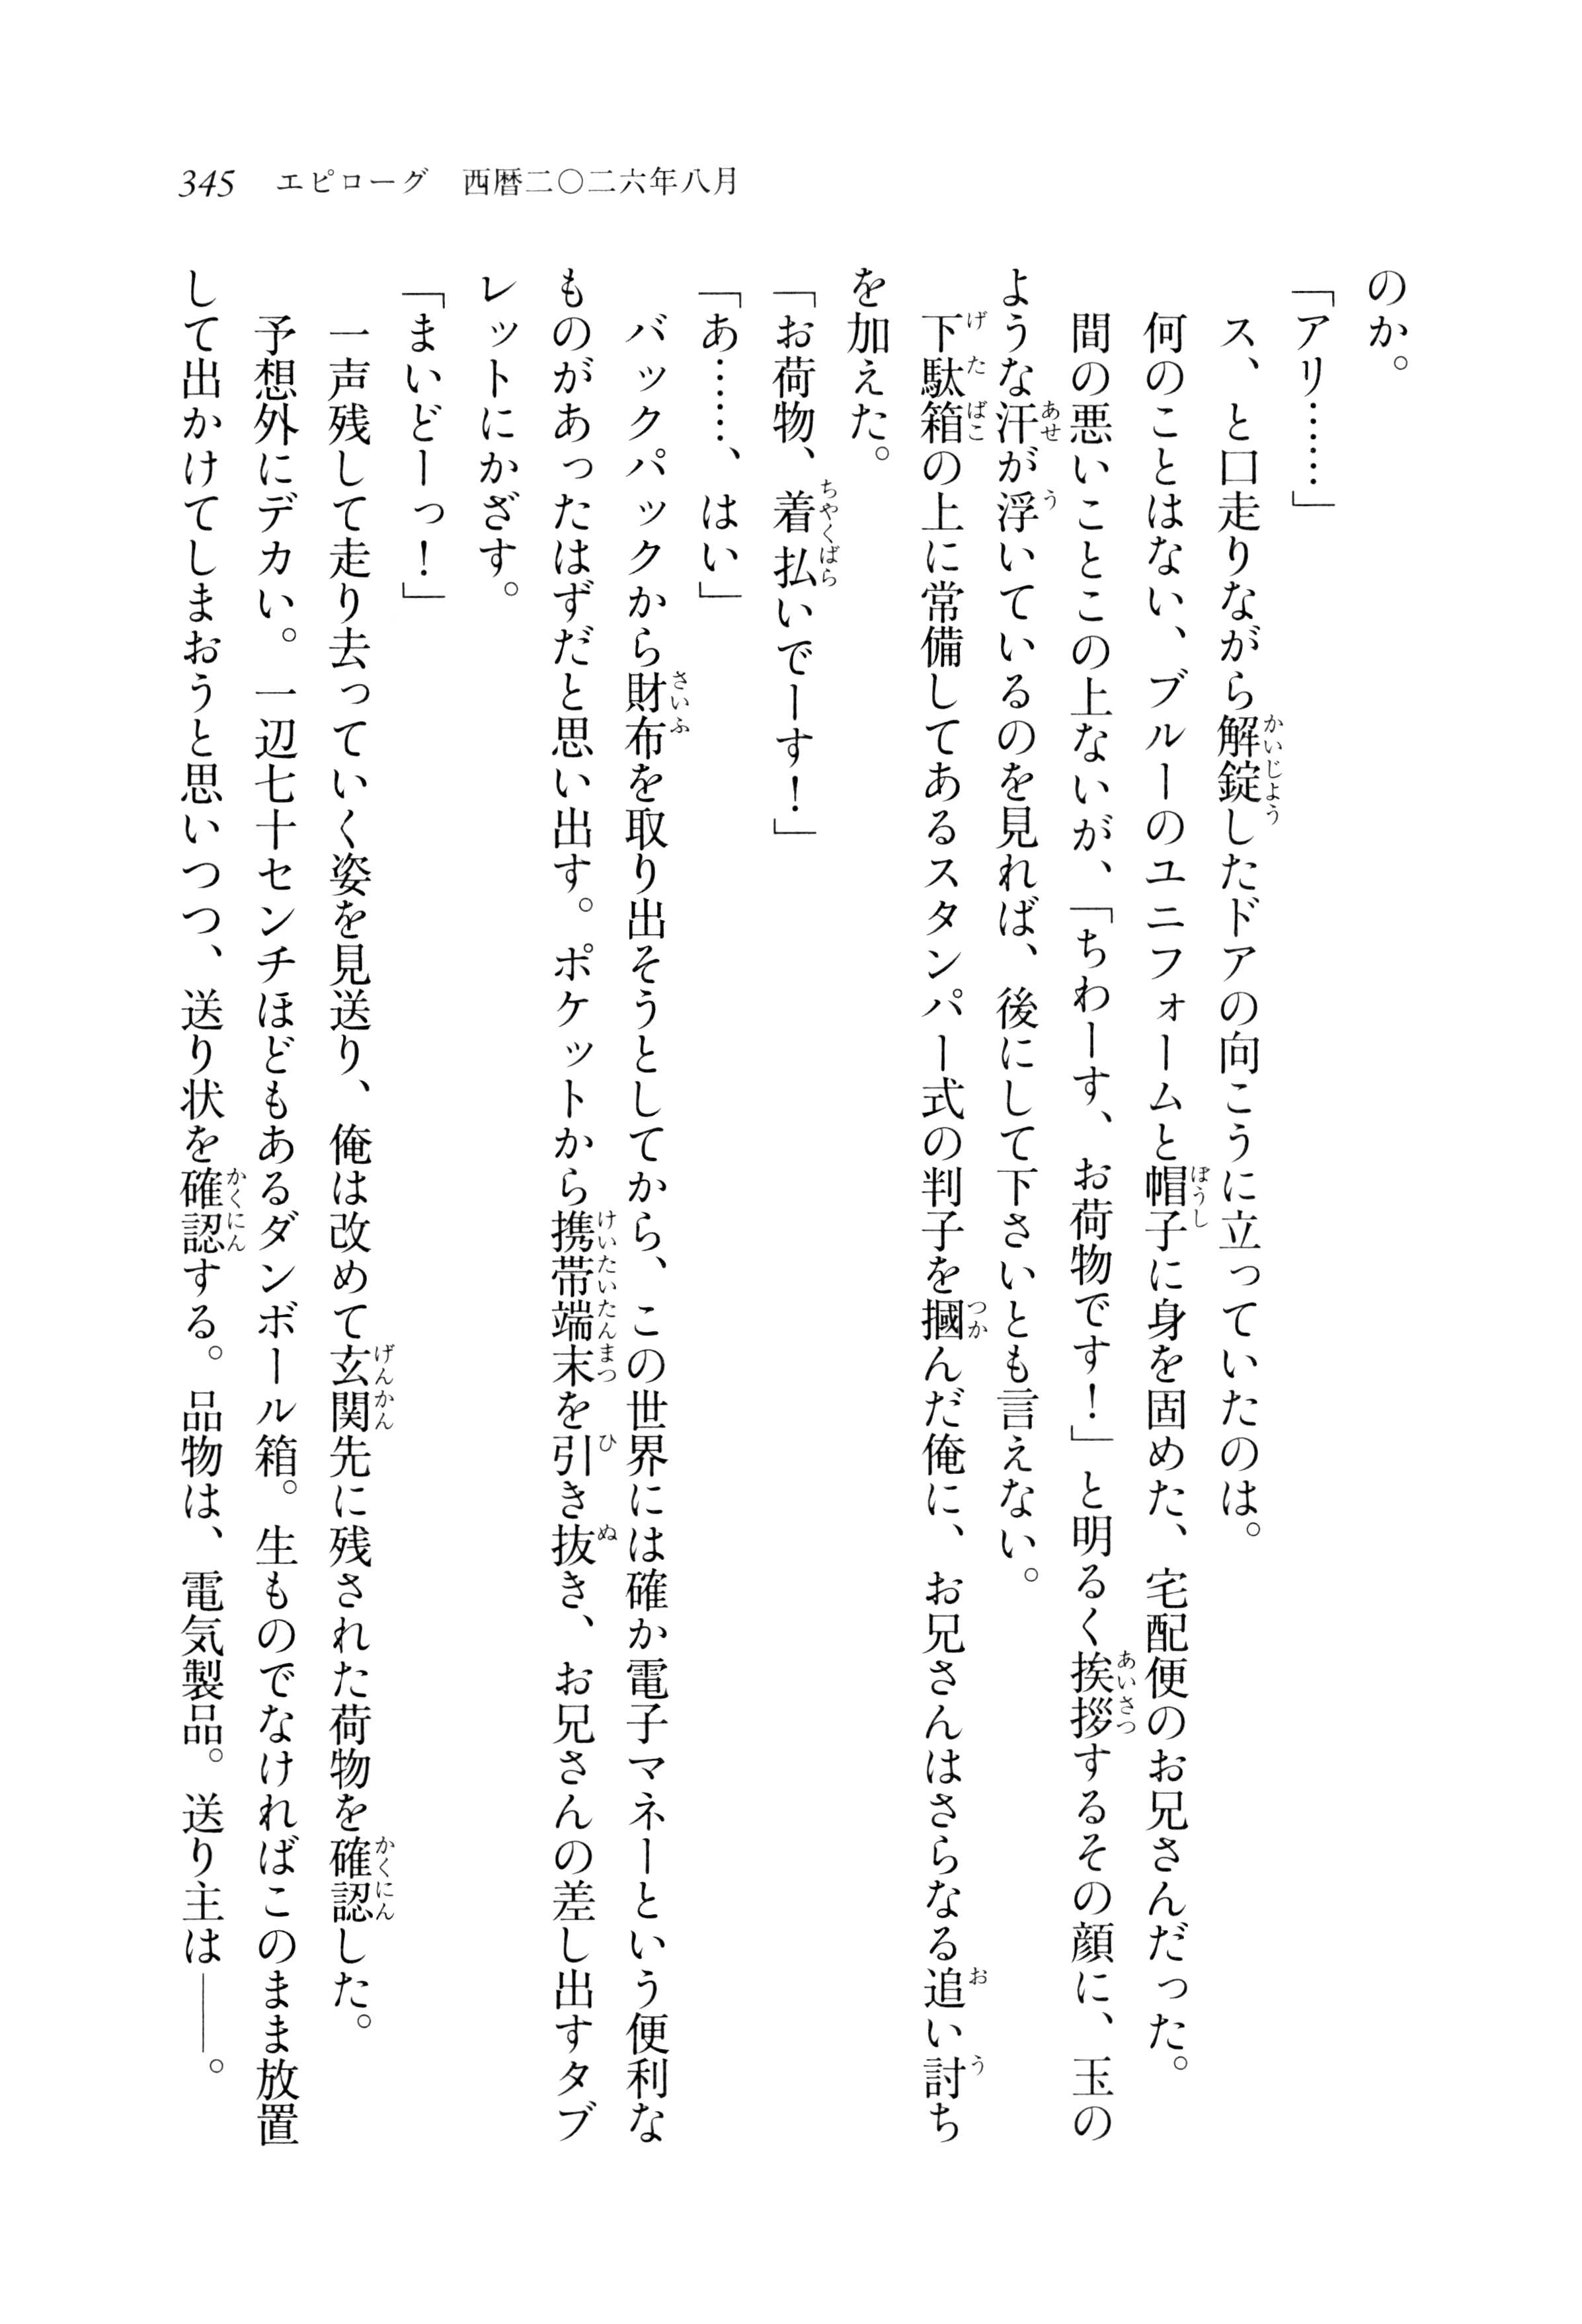 345 エピローグ 西暦二〇二六年八月
のか。
「アリ……」
ス、と口走りながら解錠したドアの向こうに立っていたのは。
何のことはない、ブルーのユニフォームと帽子に身を固めた、宅配便のお兄さんだった。
間の悪いことこの上ないが、「ちわーす、お荷物です！」と明るく挨拶するその顔に、玉の
ような汗が浮いているのを見れば、後にして下さいとも言えない。
下駄箱の上に常備してあるスタンパー式の判子を摑んだ俺に、お兄さんはさらなる追い討ち
を加えた。
「お荷物、着払いでーす！」
「あ……、はい」
バックパックから財布を取り出そうとしてから、この世界には確か電子マネーという便利な
ものがあったはずだと思い出す。ポケットから携帯端末を引き抜き、お兄さんの差し出すタブ
レットにかざす。
「まいどーっ！」
一声残して走り去っていく姿を見送り、俺は改めて玄関先に残された荷物を確認した。
予想外にデカい。一辺七十センチほどもあるダンボール箱。生ものでなければこのまま放置
して出かけてしまおうと思いつつ、送り状を確認する。品物は、電気製品。送り主は――。